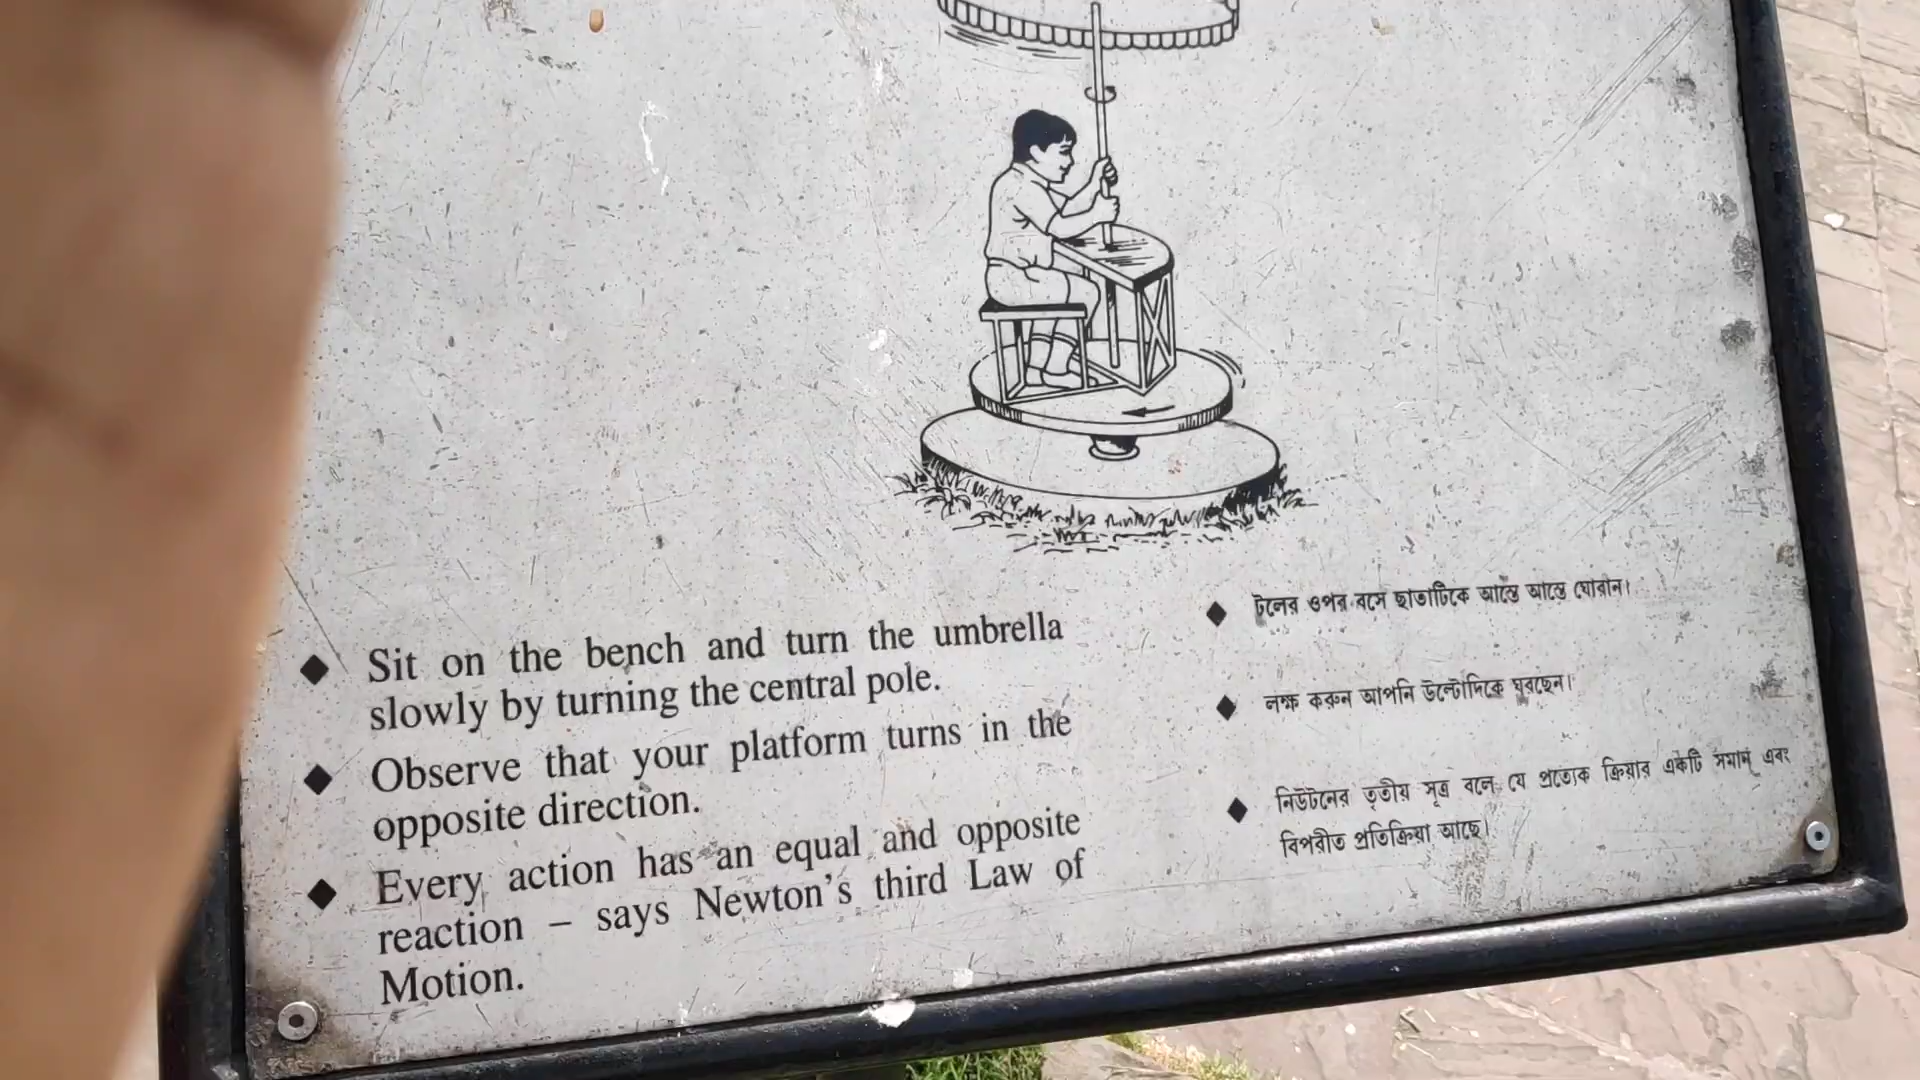 Sit on the bench and turn the umbrella
slowly by turning the central pole.
Observe that your platform turns in the
opposite direction.
Every action has an equal and opposite
reaction – says Newton's third Law of
Motion.
টুলের ওপর বসে ছাতাটিকে আস্তে আস্তে ঘোরান।
লক্ষ করুন আপনি উল্টোদিকে ঘুরছেন।
নিউটনের তৃতীয় সূত্র বলে যে প্রত্যেক ক্রিয়ার একটি সমান এবং
বিপরীত প্রতিক্রিয়া আছে।